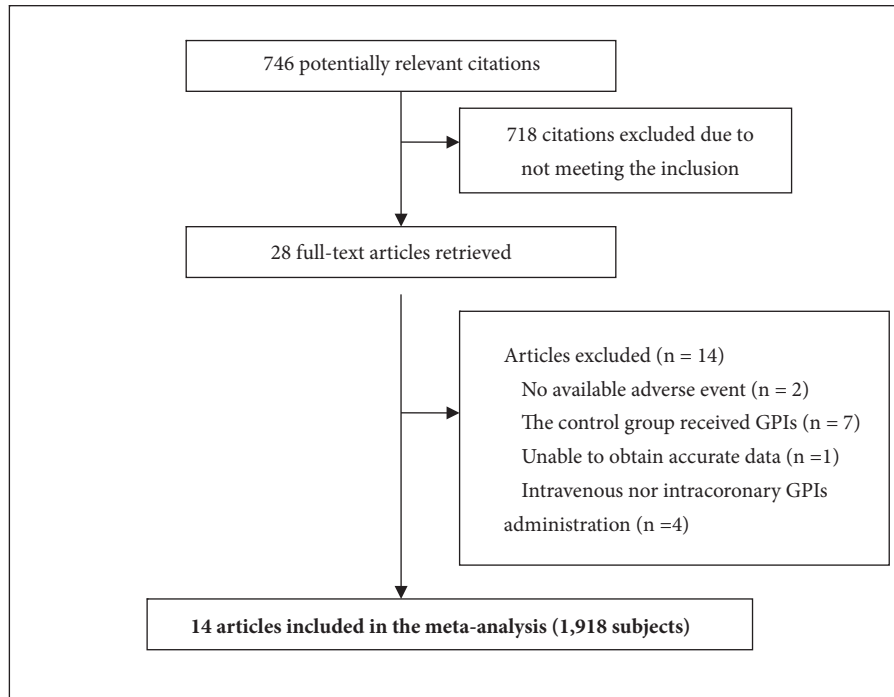 746 potentially relevant citations
718 citations excluded due to
not meeting the inclusion
28 full-text articles retrieved
Articles excluded (n = 14)
No available adverse event (n = 2)
The control group received GPIs (n = 7)
Unable to obtain accurate data (n =1)
Intravenous nor intracoronary GPIs
administration (n =4)
14 articles included in the meta-analysis (1,918 subjects)